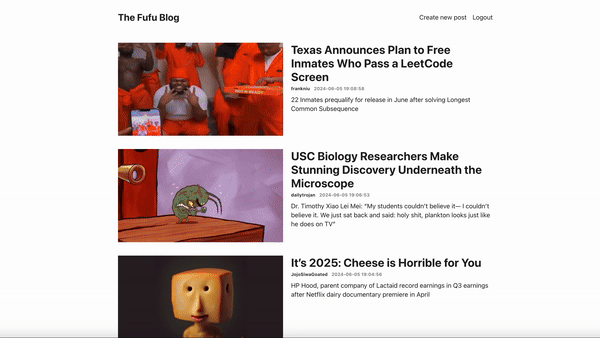 The Fufu Blog
Create new post Logout
Texas Announces Plan to Free
Inmates Who Pass a LeetCode
Screen
frankniu 2024-06-05 19:08:58
22 Inmates prequalify for release in June after solving Longest
Common Subsequence
USC Biology Researchers Make
Stunning Discovery Underneath the
Microscope
dailytrojan 2024-06-05 19:06:53
Dr. Timothy Xiao Lei Mei: “My students couldn’t believe it— I couldn’t
believe it. We just sat back and said: holy shit, plankton looks just like
he does on TV”
It’s 2025: Cheese is Horrible for You
JojoSiwaGoated 2024-06-05 19:04:56
HP Hood, parent company of Lactaid record earnings in Q3 earnings
after Netflix dairy documentary premiere in April